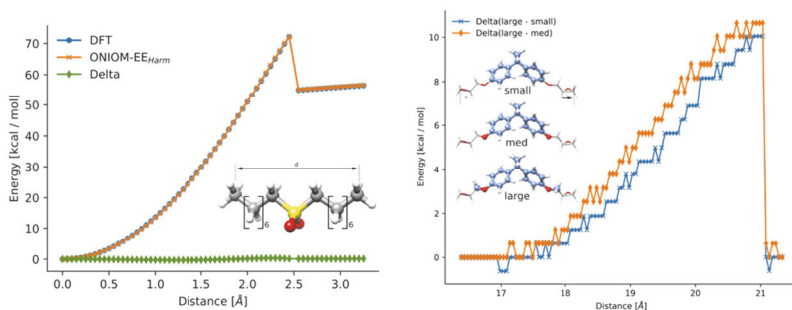 DFT
ONIOM-EE_Harm
Delta
Energy [kcal / mol]
70
60
50
40
30
20
10
0
d
6
6
0.0 0.5 1.0 1.5 2.0 2.5 3.0
Distance [Å]
Delta(large - small)
Delta(large - med)
Energy [kcal / mol]
10
8
6
4
2
0
small
med
large
17 18 19 20 21
Distance [Å]